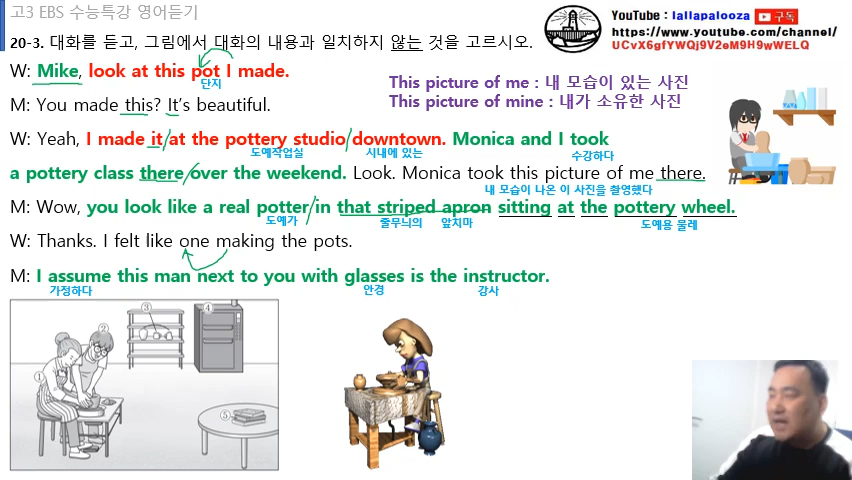 고3 EBS 수능특강 영어듣기
YouTube : lallapalooza 구독
https://www.youtube.com/channel/
UCvX6gfYWQj9V2eM9H9wWELQ
20-3. 대화를 듣고, 그림에서 대화의 내용과 일치하지 않는 것을 고르시오.
W: Mike, look at this pot I made.
단지
This picture of me : 내 모습이 있는 사진
This picture of mine : 내가 소유한 사진
M: You made this? It's beautiful.
W: Yeah, I made it/at the pottery studio/downtown. Monica and I took
도예작업실 시내에 있는 수강하다
a pottery class there/over the weekend. Look. Monica took this picture of me there.
내 모습이 나온 이 사진을 촬영했다
M: Wow, you look like a real potter/in that striped apron sitting at the pottery wheel.
도예가 줄무늬의 앞치마 도예용 물레
W: Thanks. I felt like one making the pots.
M: I assume this man next to you with glasses is the instructor.
가정하다 안경 강사
① ② ③ ④ ⑤